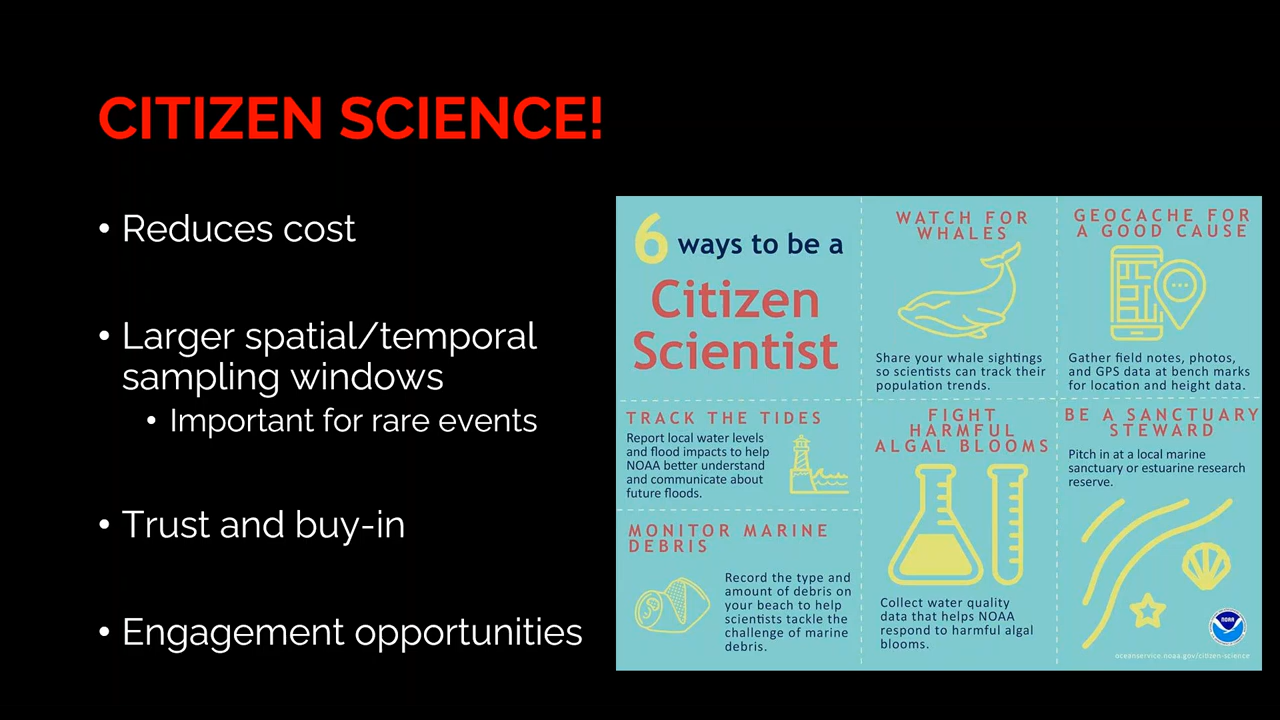 CITIZEN SCIENCE!
• Reduces cost
• Larger spatial/temporal
sampling windows
• Important for rare events
• Trust and buy-in
• Engagement opportunities
6 ways to be a
Citizen
Scientist
WATCH FOR
WHALES
Share your whale sightings
so scientists can track their
population trends.
GEOCACHE FOR
A GOOD CAUSE
Gather field notes, photos,
and GPS data at bench marks
for location and height data.
TRACK THE TIDES
Report local water levels
and flood impacts to help
NOAA better understand
and communicate about
future floods.
MONITOR MARINE
DEBRIS
Record the type and
amount of debris on
your beach to help
scientists tackle the
challenge of marine
debris.
FIGHT
HARMFUL
ALGAL BLOOMS
Collect water quality
data that helps NOAA
respond to harmful algal
blooms.
BE A SANCTUARY
STEWARD
Pitch in at a local marine
sanctuary or estuarine research
reserve.
NOAA
oceanservice.noaa.gov/citizen-science